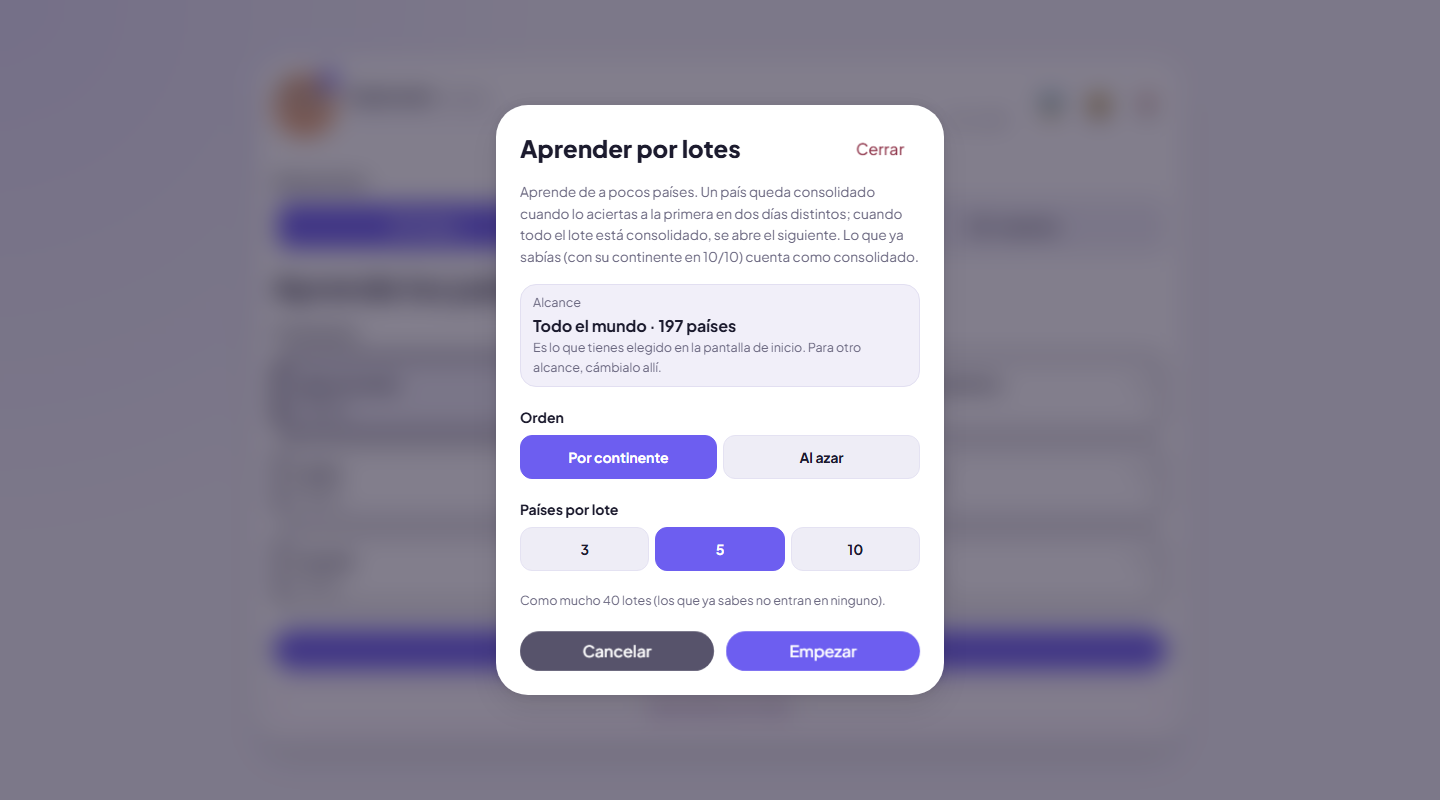 Aprender por lotes
Cerrar
Aprende de a pocos países. Un país queda consolidado
cuando lo aciertas a la primera en dos días distintos; cuando
todo el lote está consolidado, se abre el siguiente. Lo que ya
sabías (con su continente en 10/10) cuenta como consolidado.
Alcance
Todo el mundo · 197 países
Es lo que tienes elegido en la pantalla de inicio. Para otro
alcance, cámbialo allí.
Orden
Por continente
Al azar
Países por lote
3
5
10
Como mucho 40 lotes (los que ya sabes no entran en ninguno).
Cancelar
Empezar